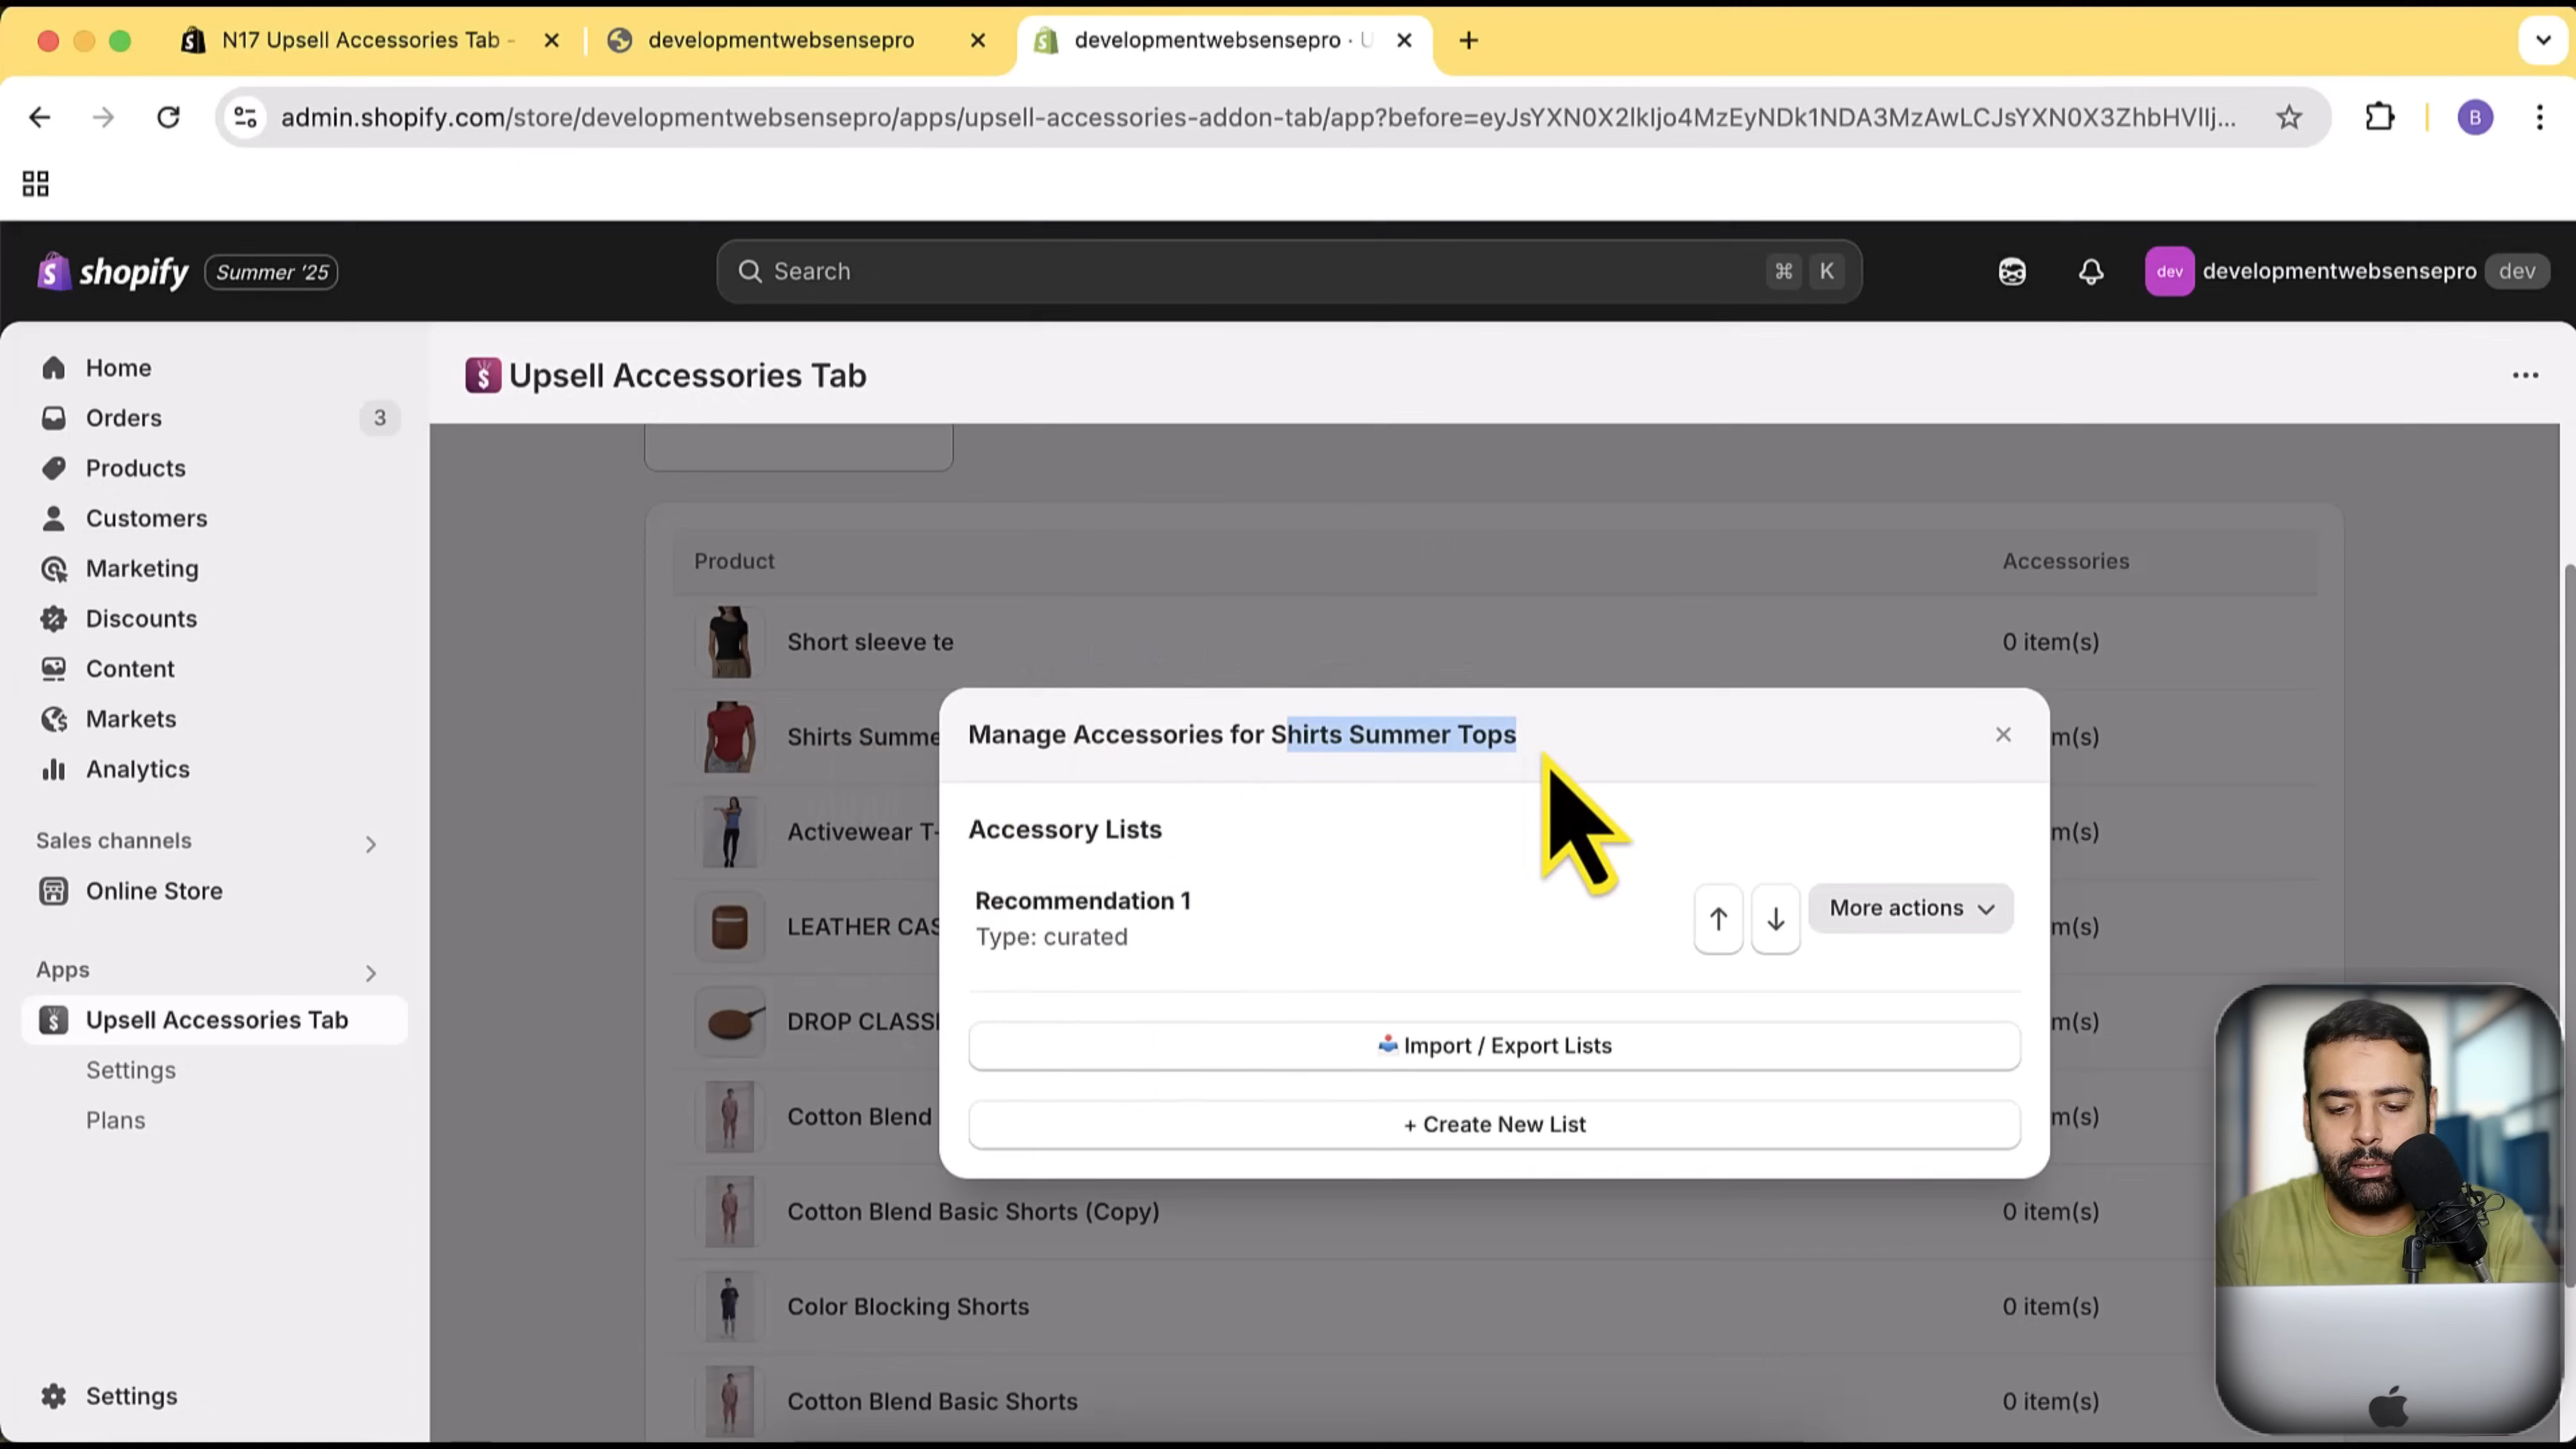 N17 Upsell Accessories Tab -
developmentwebsensepro
developmentwebsensepro · U
admin.shopify.com/store/developmentwebsensepro/apps/upsell-accessories-addon-tab/app?before=eyJsYXN0X2lkIjo4MzEyNDk1NDA3MzAwLCJsYXN0X3ZhbHVlIj...
B
shopify
Summer '25
Search
⌘ K
dev
developmentwebsensepro
dev
Home
Orders
3
Products
Customers
Marketing
Discounts
Content
Markets
Analytics
Sales channels
Online Store
Apps
Upsell Accessories Tab
Settings
Plans
Settings
Upsell Accessories Tab
Product
Accessories
Short sleeve te
0 item(s)
Shirts Summe
m(s)
Activewear T-
m(s)
LEATHER CAS
m(s)
DROP CLASSI
m(s)
Cotton Blend
m(s)
Cotton Blend Basic Shorts (Copy)
0 item(s)
Color Blocking Shorts
0 item(s)
Cotton Blend Basic Shorts
0 item(s)
Manage Accessories for Shirts Summer Tops
Accessory Lists
Recommendation 1
Type: curated
More actions
Import / Export Lists
+ Create New List